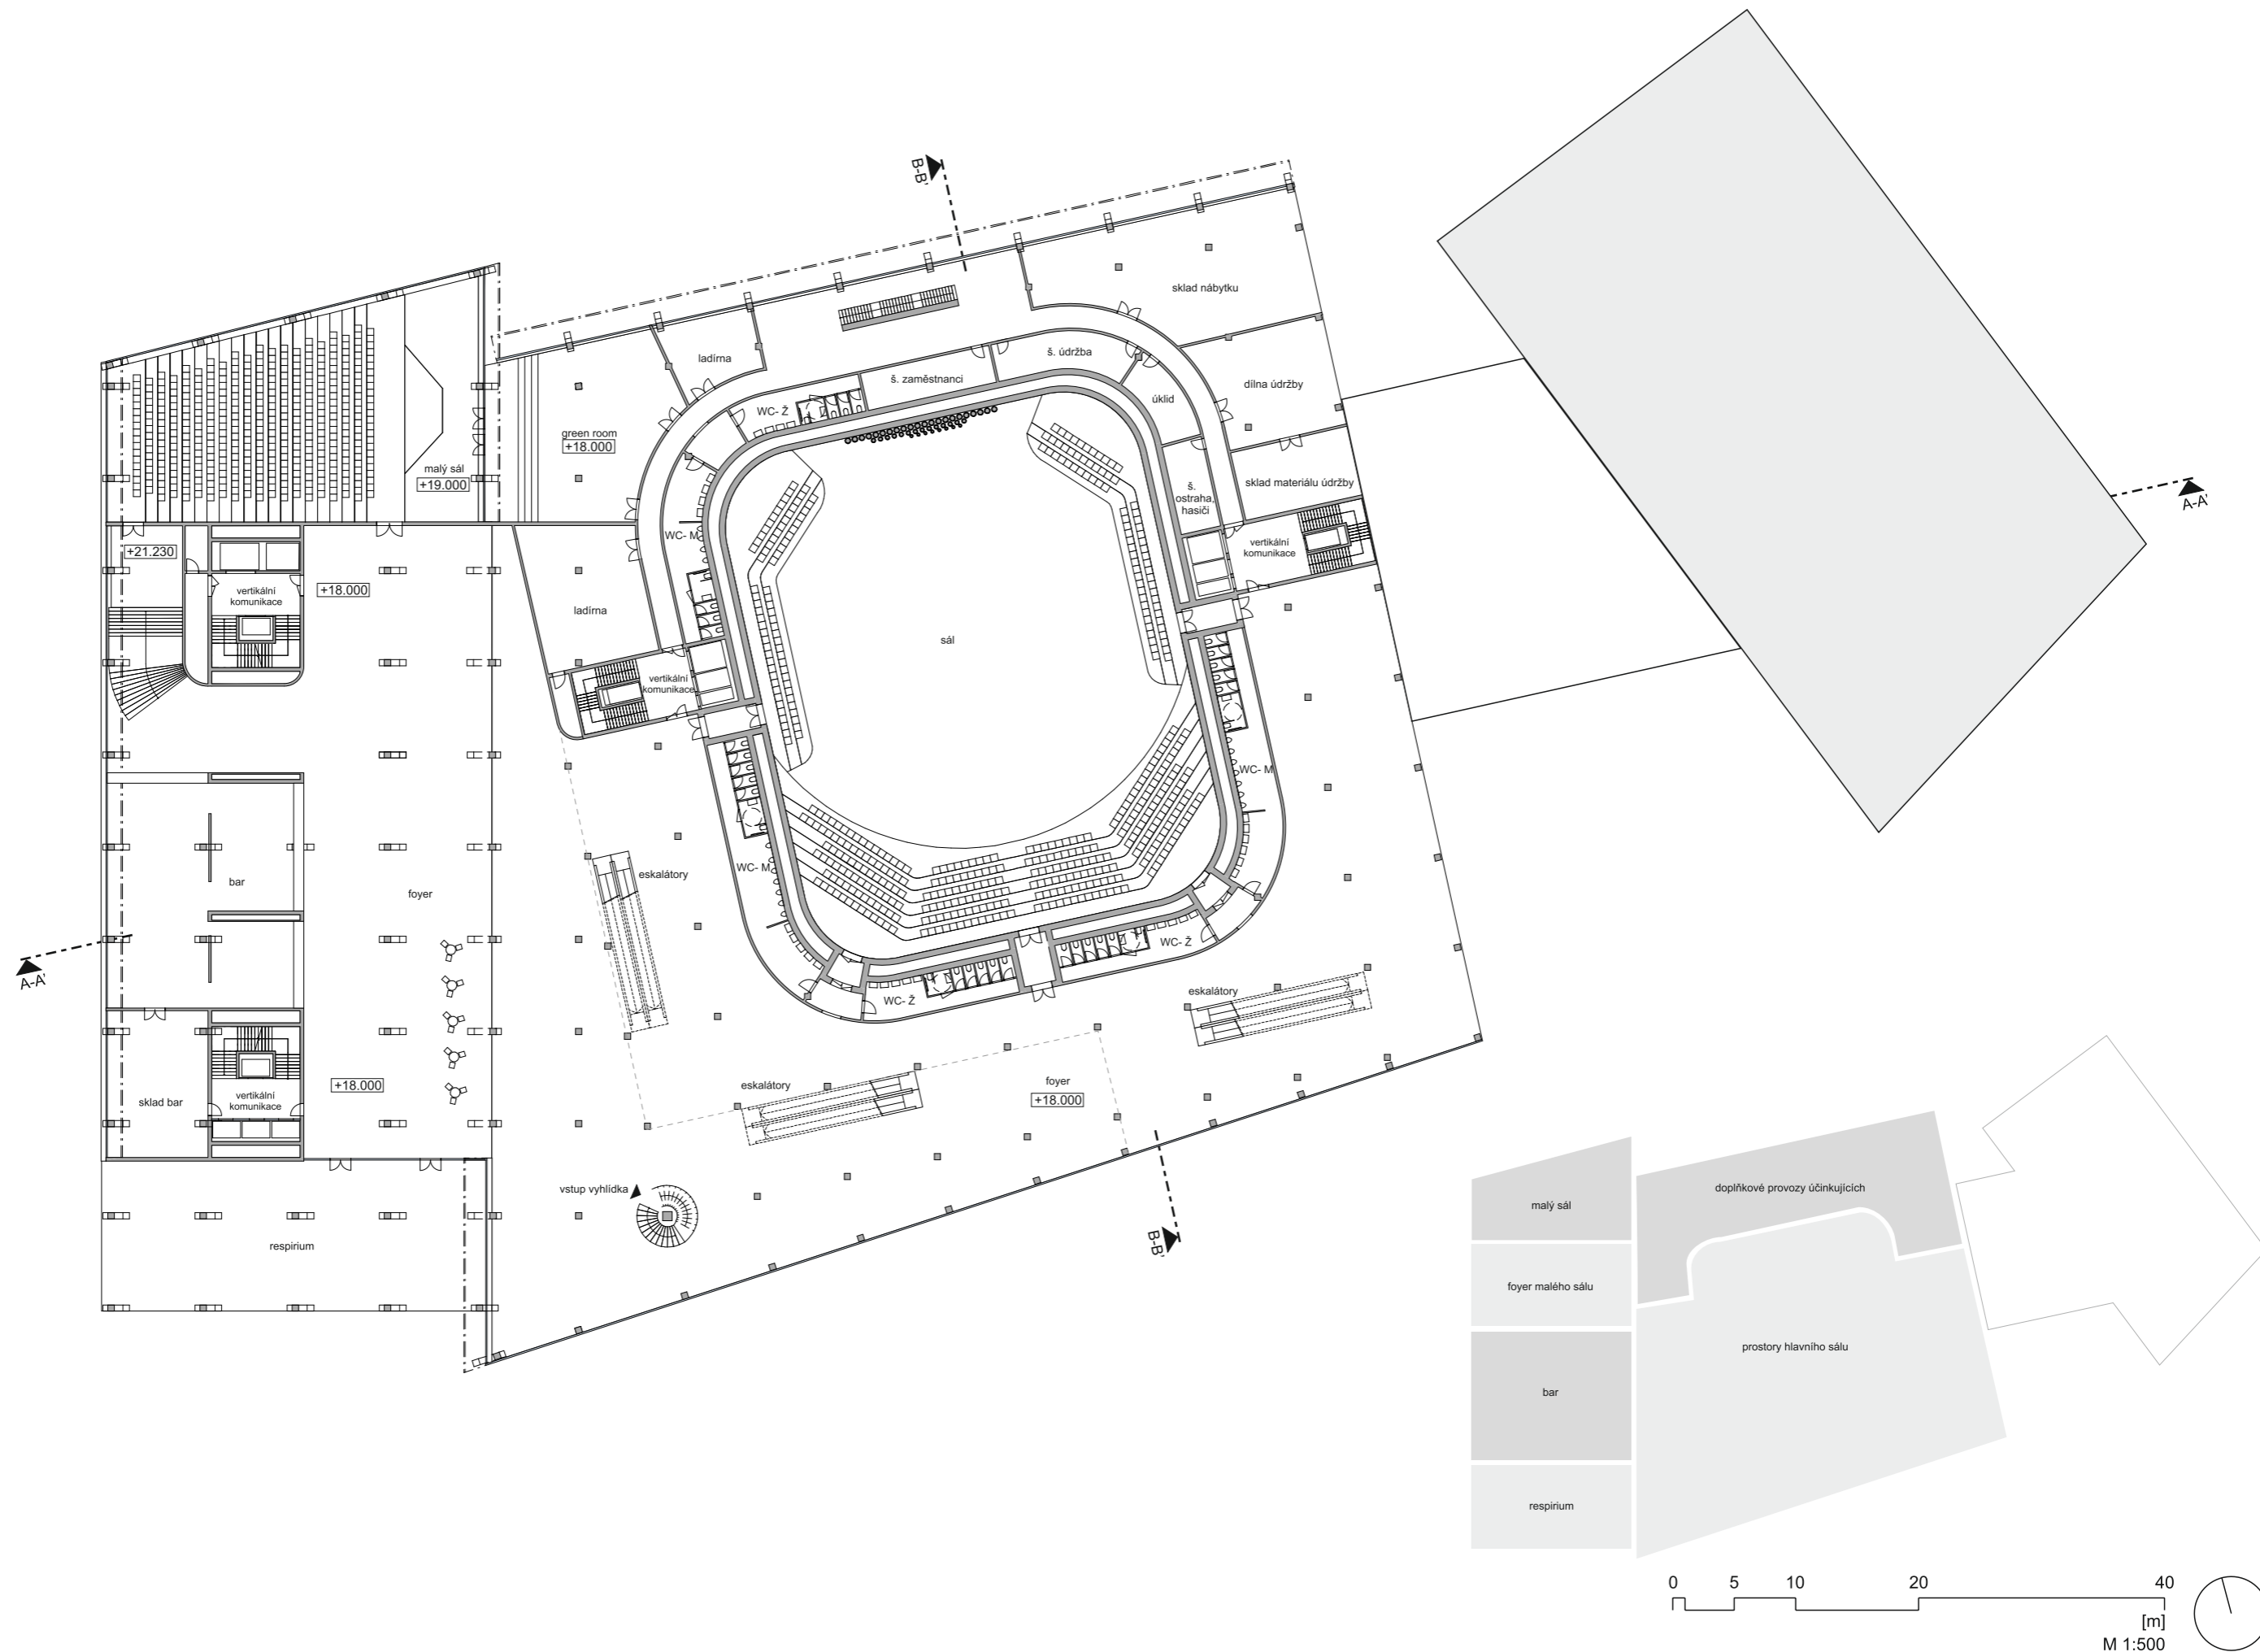 B-B'
sklad nábytku
ladírna
š. údržba
š. zaměstnanci
dílna údržby
úklid
WC- Ž
green room
+18.000
malý sál
+19.000
sklad materiálu údržby
š.
ostraha,
hasiči
A-A'
WC- M
vertikální
komunikace
+21.230
vertikální
komunikace
+18.000
ladírna
sál
vertikální
komunikace
WC- M
WC- M
eskalátory
bar
foyer
WC- Ž
A-A'
eskalátory
WC- Ž
eskalátory
foyer
+18.000
+18.000
sklad bar
vertikální
komunikace
vstup vyhlídka
B-B'
respirium
doplňkové provozy účinkujících
malý sál
foyer malého sálu
prostory hlavního sálu
bar
respirium
0 5 10 20 40
[m]
M 1:500